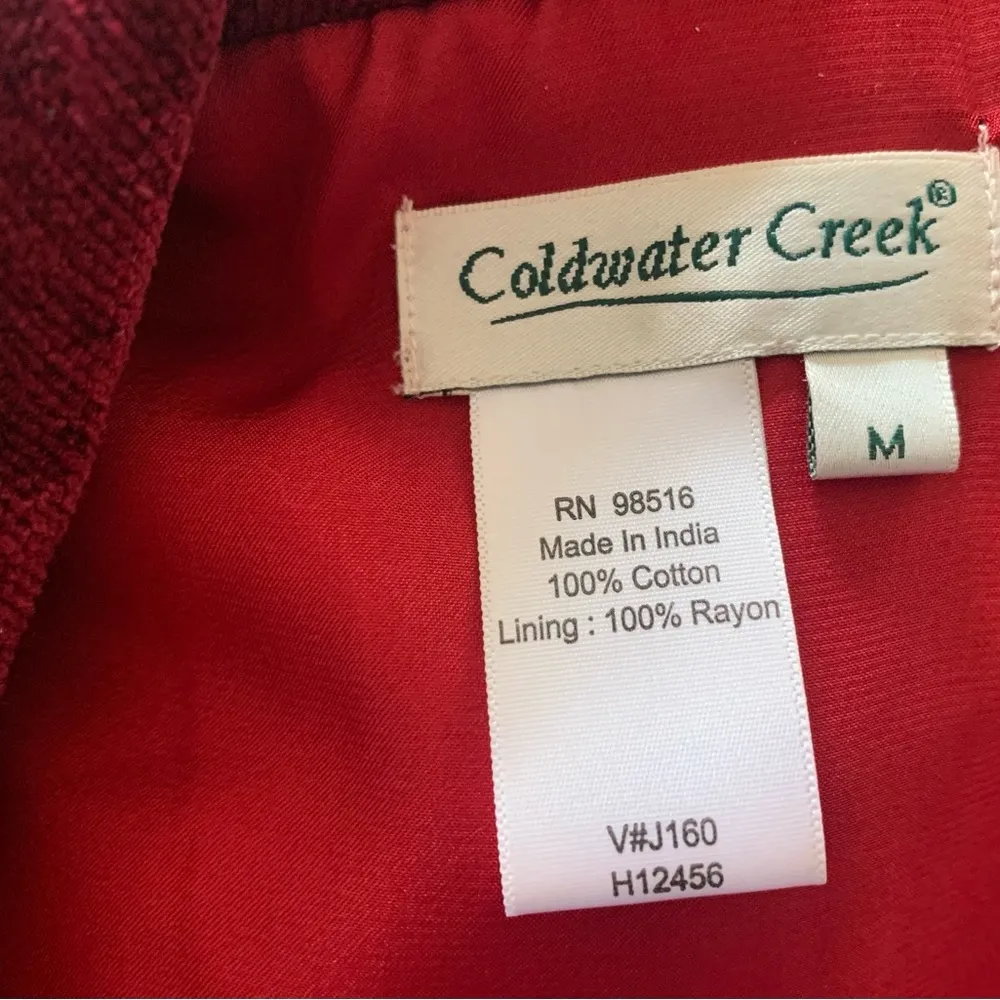 Coldwater Creek®
M
RN 98516
Made In India
100% Cotton
Lining : 100% Rayon
V#J160
H12456